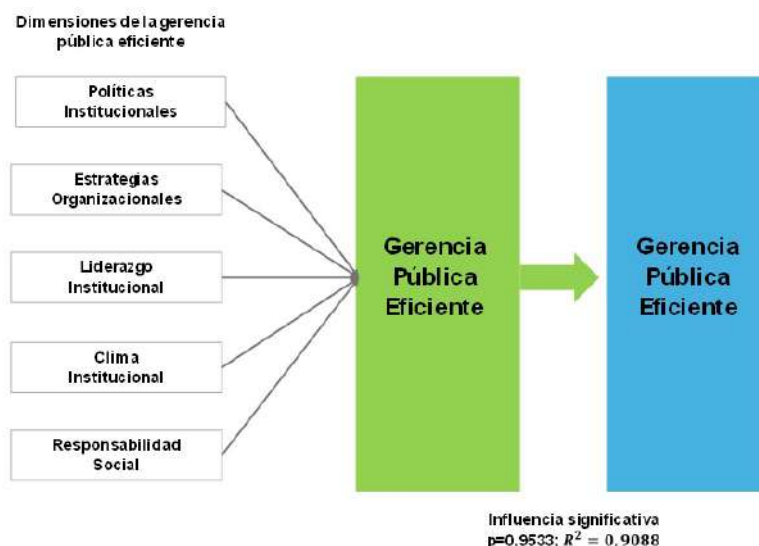 Dimensiones de la gerencia
pública eficiente
Políticas
Institucionales
Estrategias
Organizacionales
Liderazgo
Institucional
Clima
Institucional
Responsabilidad
Social
Gerencia
Pública
Eficiente
Gerencia
Pública
Eficiente
Influencia significativa
p=0.9533; R² = 0.9088